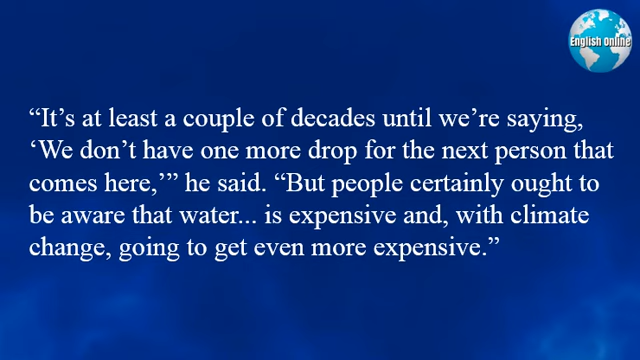 English Online
“It’s at least a couple of decades until we’re saying,
‘We don’t have one more drop for the next person that
comes here,’” he said. “But people certainly ought to
be aware that water... is expensive and, with climate
change, going to get even more expensive.”